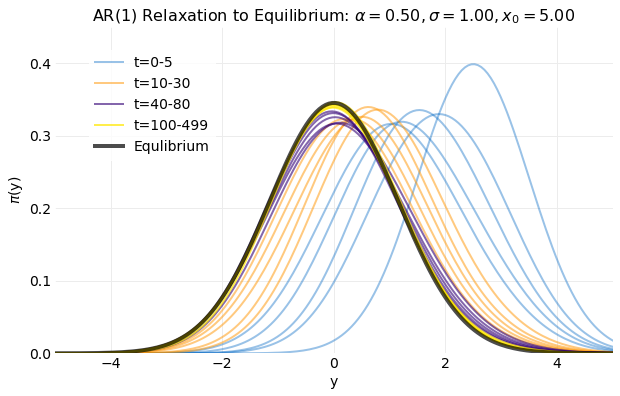 AR(1) Relaxation to Equilibrium: α = 0.50, σ = 1.00, x₀ = 5.00
π(y)
0.4
0.3
0.2
0.1
0.0
t=0-5
t=10-30
t=40-80
t=100-499
Equlibrium
−4 −2 0 2 4
y